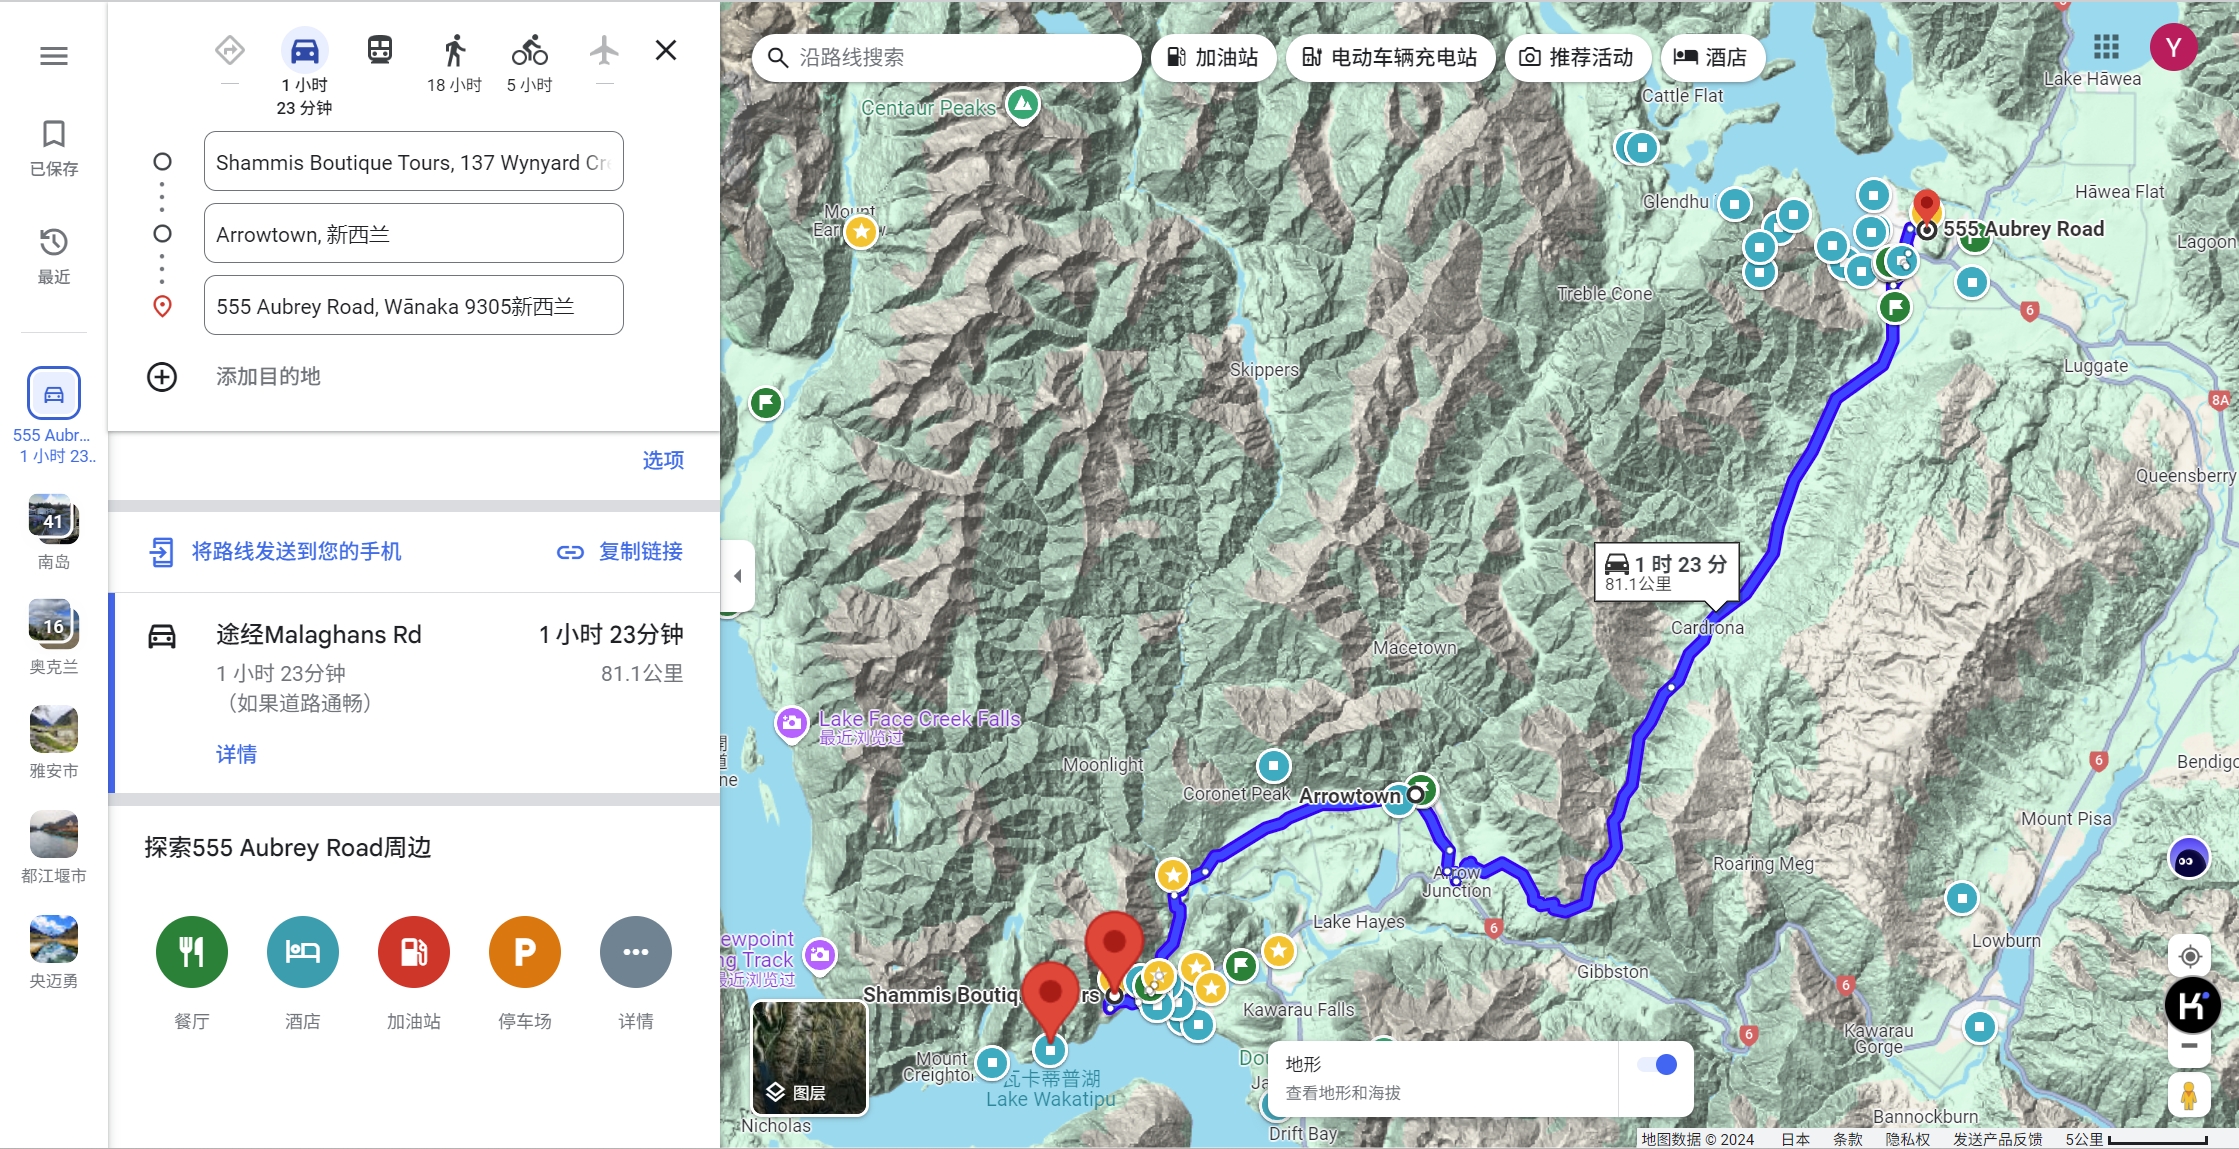 1 小时
23 分钟
18 小时
5 小时
Shammis Boutique Tours, 137 Wynyard Cre
Arrowtown, 新西兰
555 Aubrey Road, Wānaka 9305新西兰
添加目的地
已保存
最近
555 Aubr...
1 小时 23..
41
南岛
16
奥克兰
雅安市
都江堰市
央迈勇
选项
将路线发送到您的手机
复制链接
途经Malaghans Rd
1 小时 23分钟
1 小时 23分钟
81.1公里
（如果道路通畅）
详情
探索555 Aubrey Road周边
P
餐厅
酒店
加油站
停车场
详情
沿路线搜索
加油站
电动车辆充电站
推荐活动
酒店
Y
Lake Hāwea
Cattle Flat
Centaur Peaks
Hāwea Flat
Glendhu
Mount
555 Aubrey Road
Lagoon
Treble Cone
6
Skippers
Luggate
8A
Queensberry
1 时 23 分
81.1公里
Cardrona
Macetown
Lake Face Creek Falls
最近浏览过
ne
Moonlight
6
Bendigo
Coronet Peak
Arrowtown
Mount Pisa
Roaring Meg
Arrow
Junction
Lake Hayes
6
ewpoint
ng Track
最近浏览过
Lowburn
Gibbston
6
Shammis Boutiq
rs
Kawarau Falls
6
Kawarau
Gorge
Mount
Creighton
瓦卡蒂普湖
Lake Wakatipu
图层
地形
查看地形和海拔
Nicholas
Drift Bay
Bannockburn
地图数据 © 2024
日本
条款
隐私权
发送产品反馈
5公里